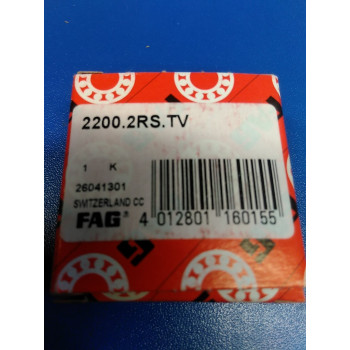 2200.2RS.TV
1 K
26041301
SWITZERLAND CC
FAG®
4 012801 160155